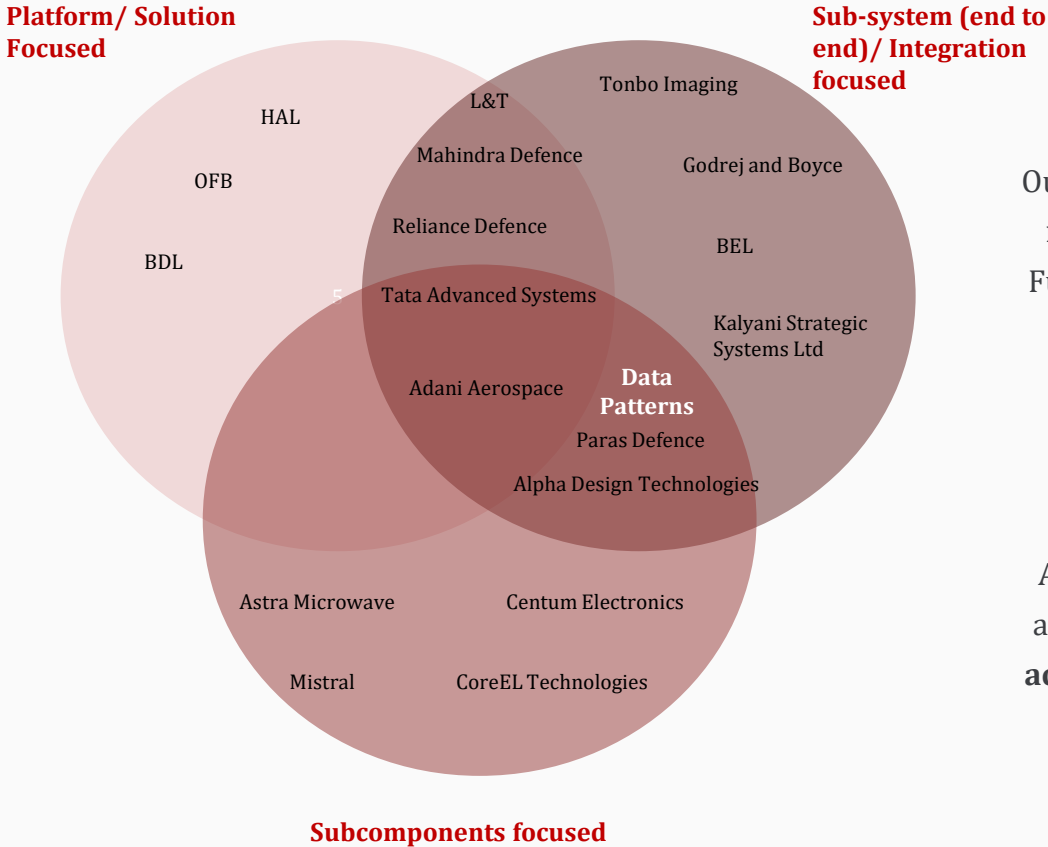 Platform/ Solution
Focused
Sub-system (end to
end)/ Integration
focused
HAL
OFB
BDL
L&T
Mahindra Defence
Reliance Defence
5
Tata Advanced Systems
Adani Aerospace
Tonbo Imaging
Godrej and Boyce
BEL
Kalyani Strategic
Systems Ltd
Data
Patterns
Paras Defence
Alpha Design Technologies
Astra Microwave
Centum Electronics
Mistral
CoreEL Technologies
Subcomponents focused